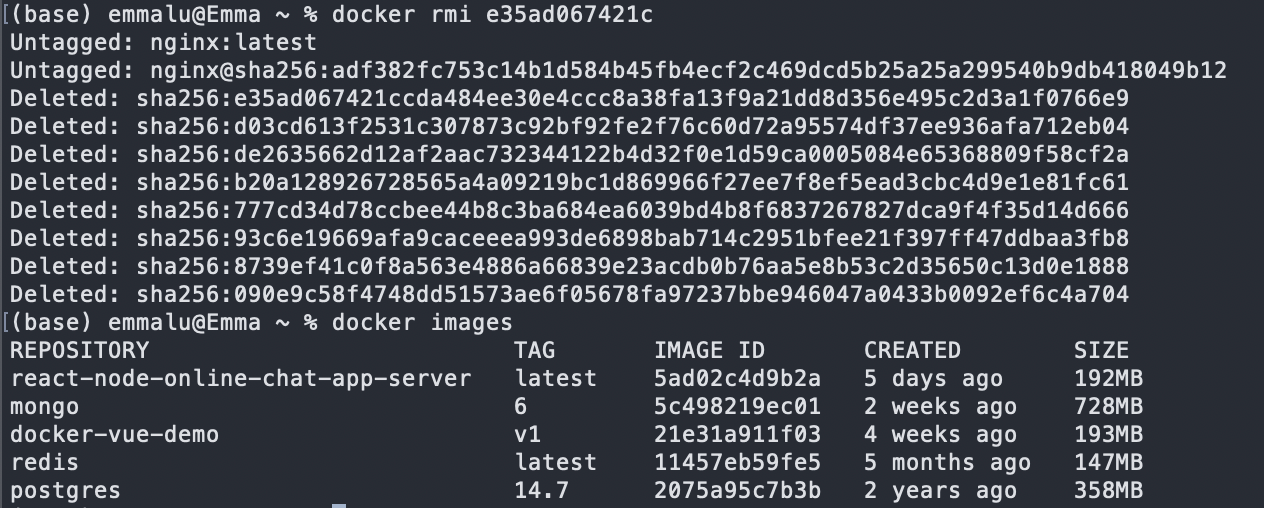 [(base) emmalu@Emma ~ % docker rmi e35ad067421c
Untagged: nginx:latest
Untagged: nginx@sha256:adf382fc753c14b1d584b45fb4ecf2c469dcd5b25a25a299540b9db418049b12
Deleted: sha256:e35ad067421ccda484ee30e4ccc8a38fa13f9a21dd8d356e495c2d3a1f0766e9
Deleted: sha256:d03cd613f2531c307873c92bf92fe2f76c60d72a95574df37ee936afa712eb04
Deleted: sha256:de2635662d12af2aac732344122b4d32f0e1d59ca0005084e65368809f58cf2a
Deleted: sha256:b20a128926728565a4a09219bc1d869966f27ee7f8ef5ead3cbc4d9e1e81fc61
Deleted: sha256:777cd34d78ccbee44b8c3ba684ea6039bd4b8f6837267827dca9f4f35d14d666
Deleted: sha256:93c6e19669afa9caceeea993de6898bab714c2951bfee21f397ff47ddbaa3fb8
Deleted: sha256:8739ef41c0f8a563e4886a66839e23acdb0b76aa5e8b53c2d35650c13d0e1888
Deleted: sha256:090e9c58f4748dd51573ae6f05678fa97237bbe946047a0433b0092ef6c4a704
[(base) emmalu@Emma ~ % docker images
REPOSITORY TAG IMAGE ID CREATED SIZE
react-node-online-chat-app-server latest 5ad02c4d9b2a 5 days ago 192MB
mongo 6 5c498219ec01 2 weeks ago 728MB
docker-vue-demo v1 21e31a911f03 4 weeks ago 193MB
redis latest 11457eb59fe5 5 months ago 147MB
postgres 14.7 2075a95c7b3b 2 years ago 358MB